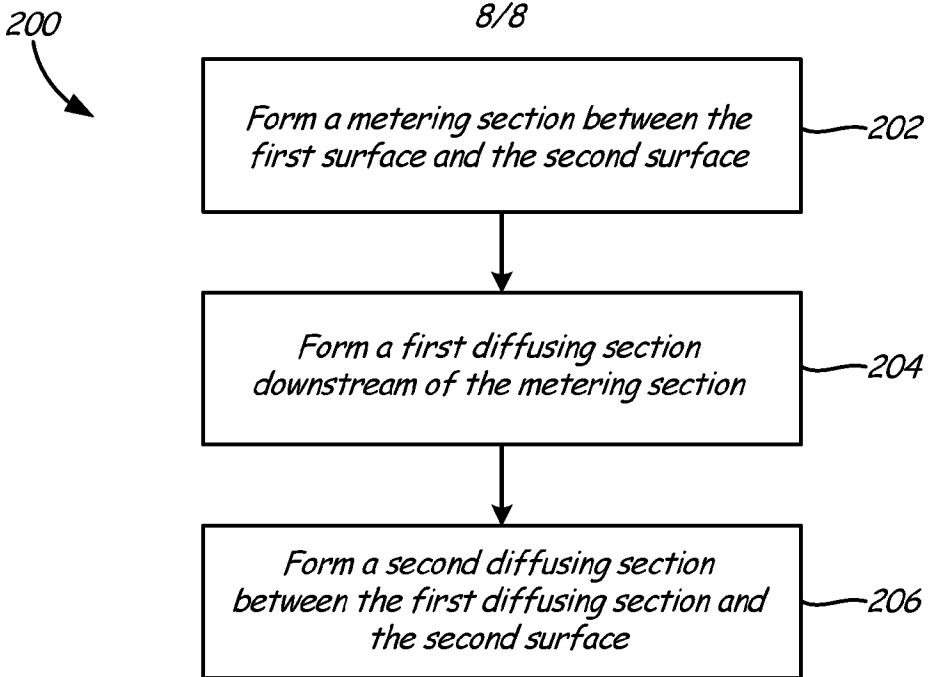 8/8
200
Form a metering section between the
first surface and the second surface
202
Form a first diffusing section
downstream of the metering section
204
Form a second diffusing section
between the first diffusing section and
the second surface
206